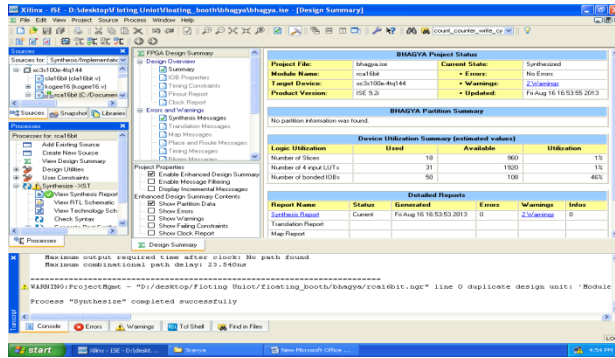 Xilinx - ISE - D:\desktop\Floting Uniot\floating_booth\bhagya\bhagya.ise - [Design Summary]
File Edit View Project Source Process Window Help
count_counter_write_cy
Sources
Sources for: Synthesis/Implementation
xc3s100e-4tq144
cla16bit (cla16bit.v)
kogee16 (kogee16.v)
rca16bit (C:/Documen
Sources Snapshot Libraries
Processes
Processes for: rca16bit
Add Existing Source
Create New Source
View Design Summary
Design Utilities
User Constraints
Synthesize - XST
View Synthesis Report
View RTL Schematic
View Technology Sch
Check Syntax
Processes
FPGA Design Summary
Design Overview
Summary
IOB Properties
Timing Constraints
Pinout Report
Clock Report
Errors and Warnings
Synthesis Messages
Translation Messages
Map Messages
Place and Route Messages
Timing Messages
Bitgen Messages
Project Properties
Enable Enhanced Design Summary
Enable Message Filtering
Display Incremental Messages
Enhanced Design Summary Contents
Show Partition Data
Show Errors
Show Warnings
Show Failing Constraints
Show Clock Report
Design Summary
BHAGYA Project Status
Project File: bhagya.ise Current State: Synthesized
Module Name: rca16bit • Errors: No Errors
Target Device: xc3s100e-4tq144 • Warnings: 2 Warnings
Product Version: ISE 9.2i • Updated: Fri Aug 16 16:53:55 2013
BHAGYA Partition Summary
No partition information was found.
Device Utilization Summary (estimated values)
Logic Utilization Used Available Utilization
Number of Slices 18 960 1%
Number of 4 input LUTs 31 1920 1%
Number of bonded IOBs 50 108 46%
Detailed Reports
Report Name Status Generated Errors Warnings Infos
Synthesis Report Current Fri Aug 16 16:53:53 2013 0 2 Warnings 0
Translation Report
Map Report
Maximum output required time after clock: No path found
Maximum combinational path delay: 23.540ns
WARNING:ProjectMgmt - "D:/desktop/Floting Uniot/floating_booth/bhagya/rca16bit.ngr" line 0 duplicate design unit: 'Module
Process "Synthesize" completed successfully
Transcript
Console Errors Warnings Tcl Shell Find in Files
start Xilinx - ISE - D:\deskt... Sravya New Microsoft Office ... 4:54 PM